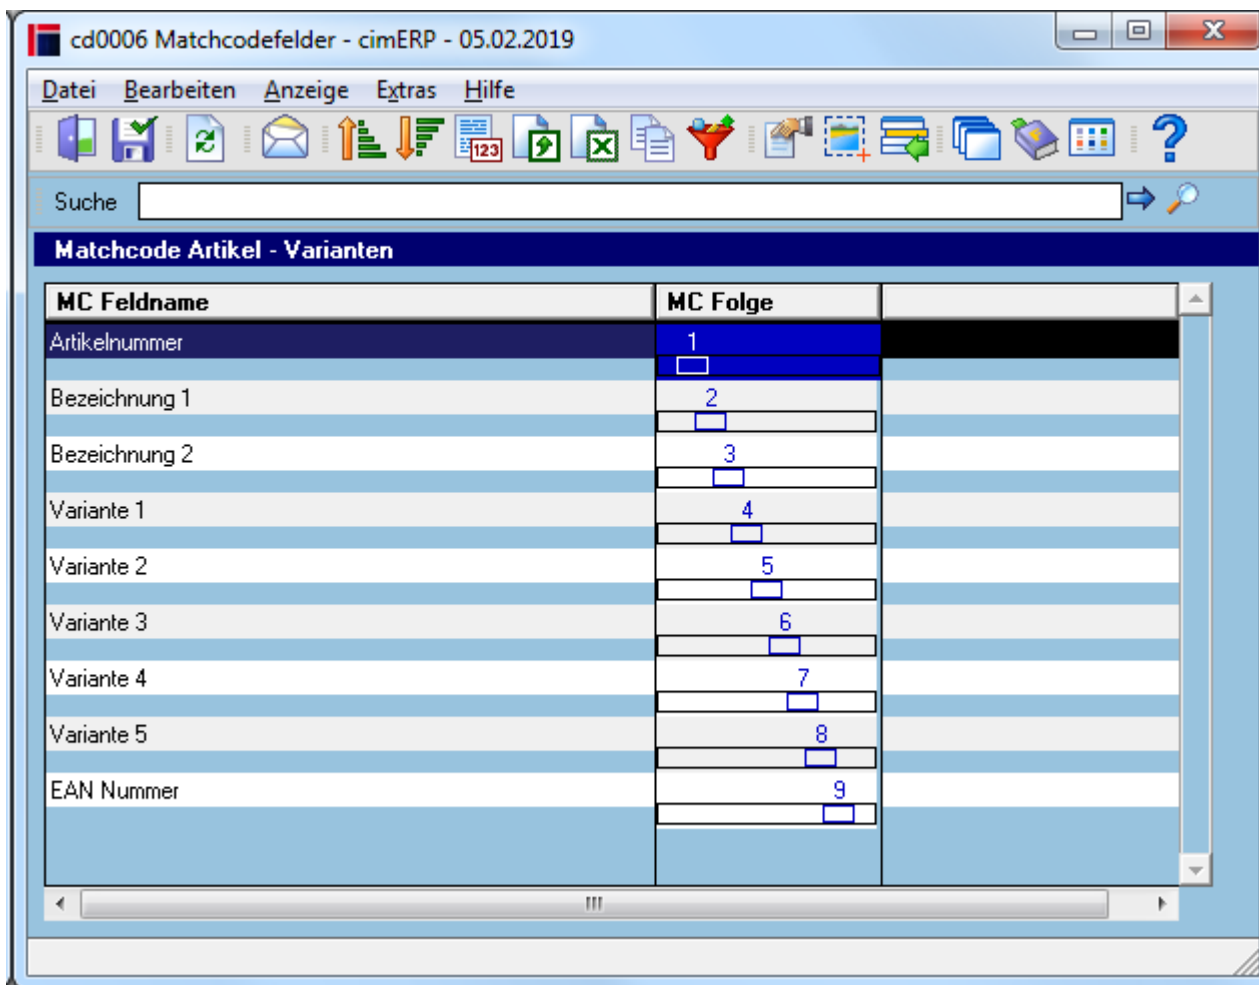 cd0006 Matchcodefelder - cimERP - 05.02.2019
Datei Bearbeiten Anzeige Extras Hilfe
123
Suche
Matchcode Artikel - Varianten
MC Feldname MC Folge
Artikelnummer 1
Bezeichnung 1 2
Bezeichnung 2 3
Variante 1 4
Variante 2 5
Variante 3 6
Variante 4 7
Variante 5 8
EAN Nummer 9